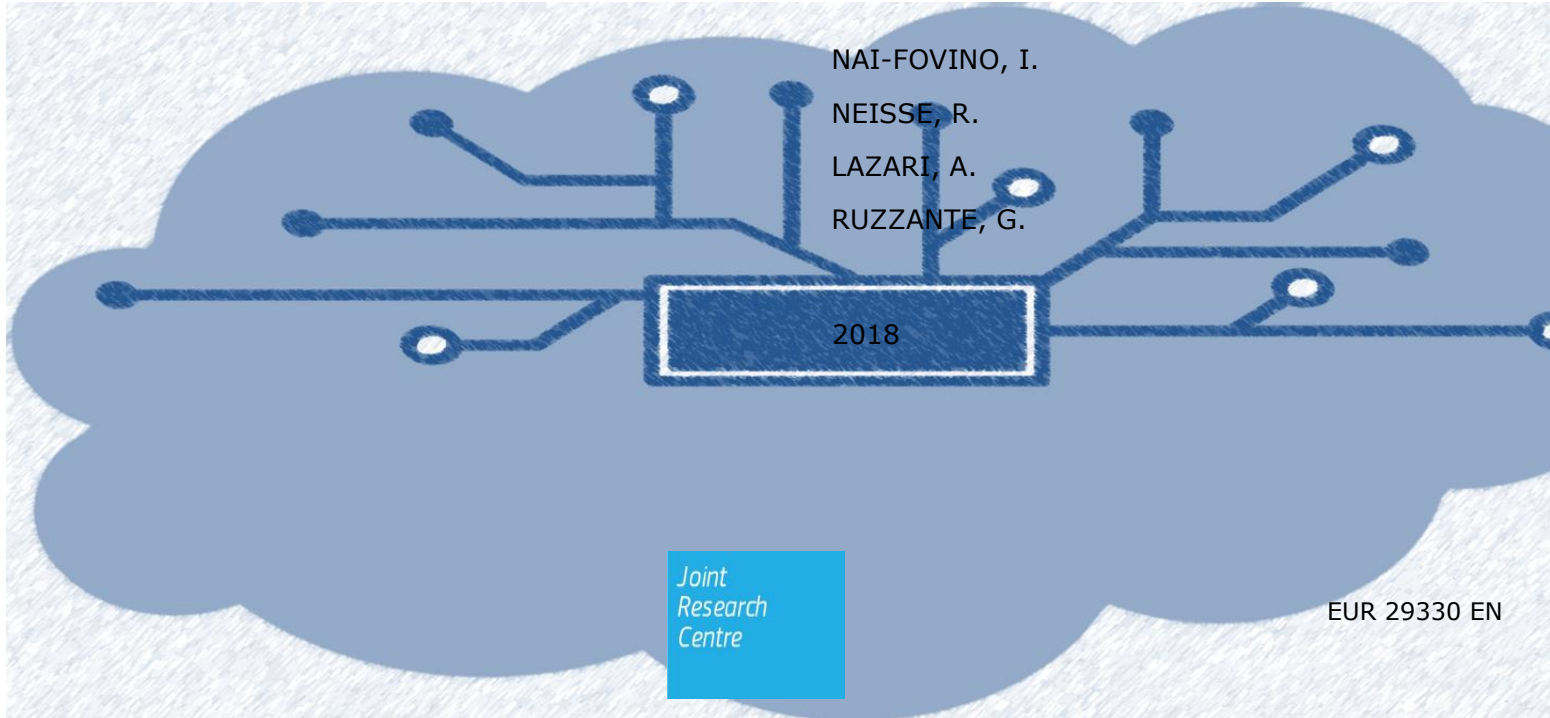 NAI-FOVINO, I.
NEISSE, R.
LAZARI, A.
RUZZANTE, G.
2018
Joint
Research
Centre
EUR 29330 EN